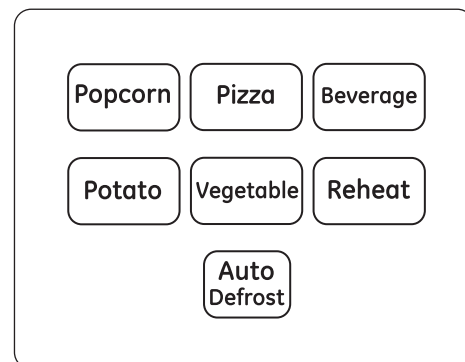 Popcorn Pizza Beverage
Potato Vegetable Reheat
Auto
Defrost